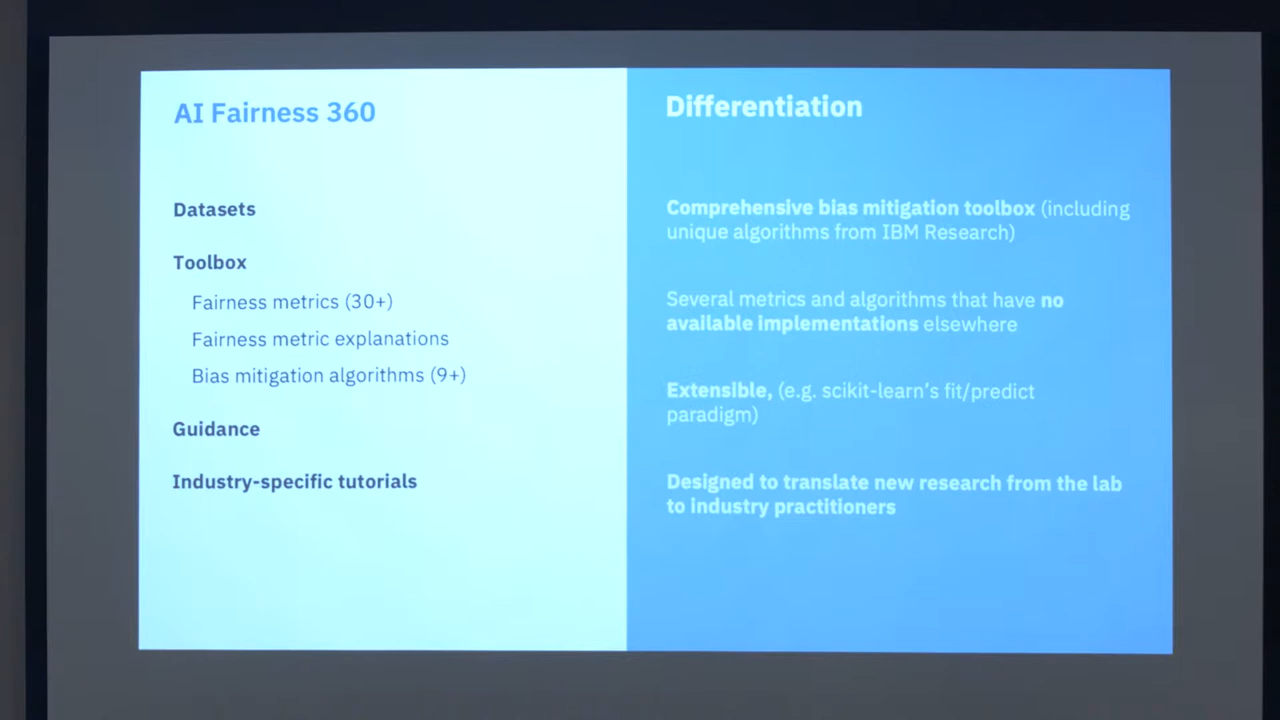 AI Fairness 360
Datasets
Toolbox
Fairness metrics (30+)
Fairness metric explanations
Bias mitigation algorithms (9+)
Guidance
Industry-specific tutorials
Differentiation
Comprehensive bias mitigation toolbox (including
unique algorithms from IBM Research)
Several metrics and algorithms that have no
available implementations elsewhere
Extensible, (e.g. scikit-learn's fit/predict
paradigm)
Designed to translate new research from the lab
to industry practitioners